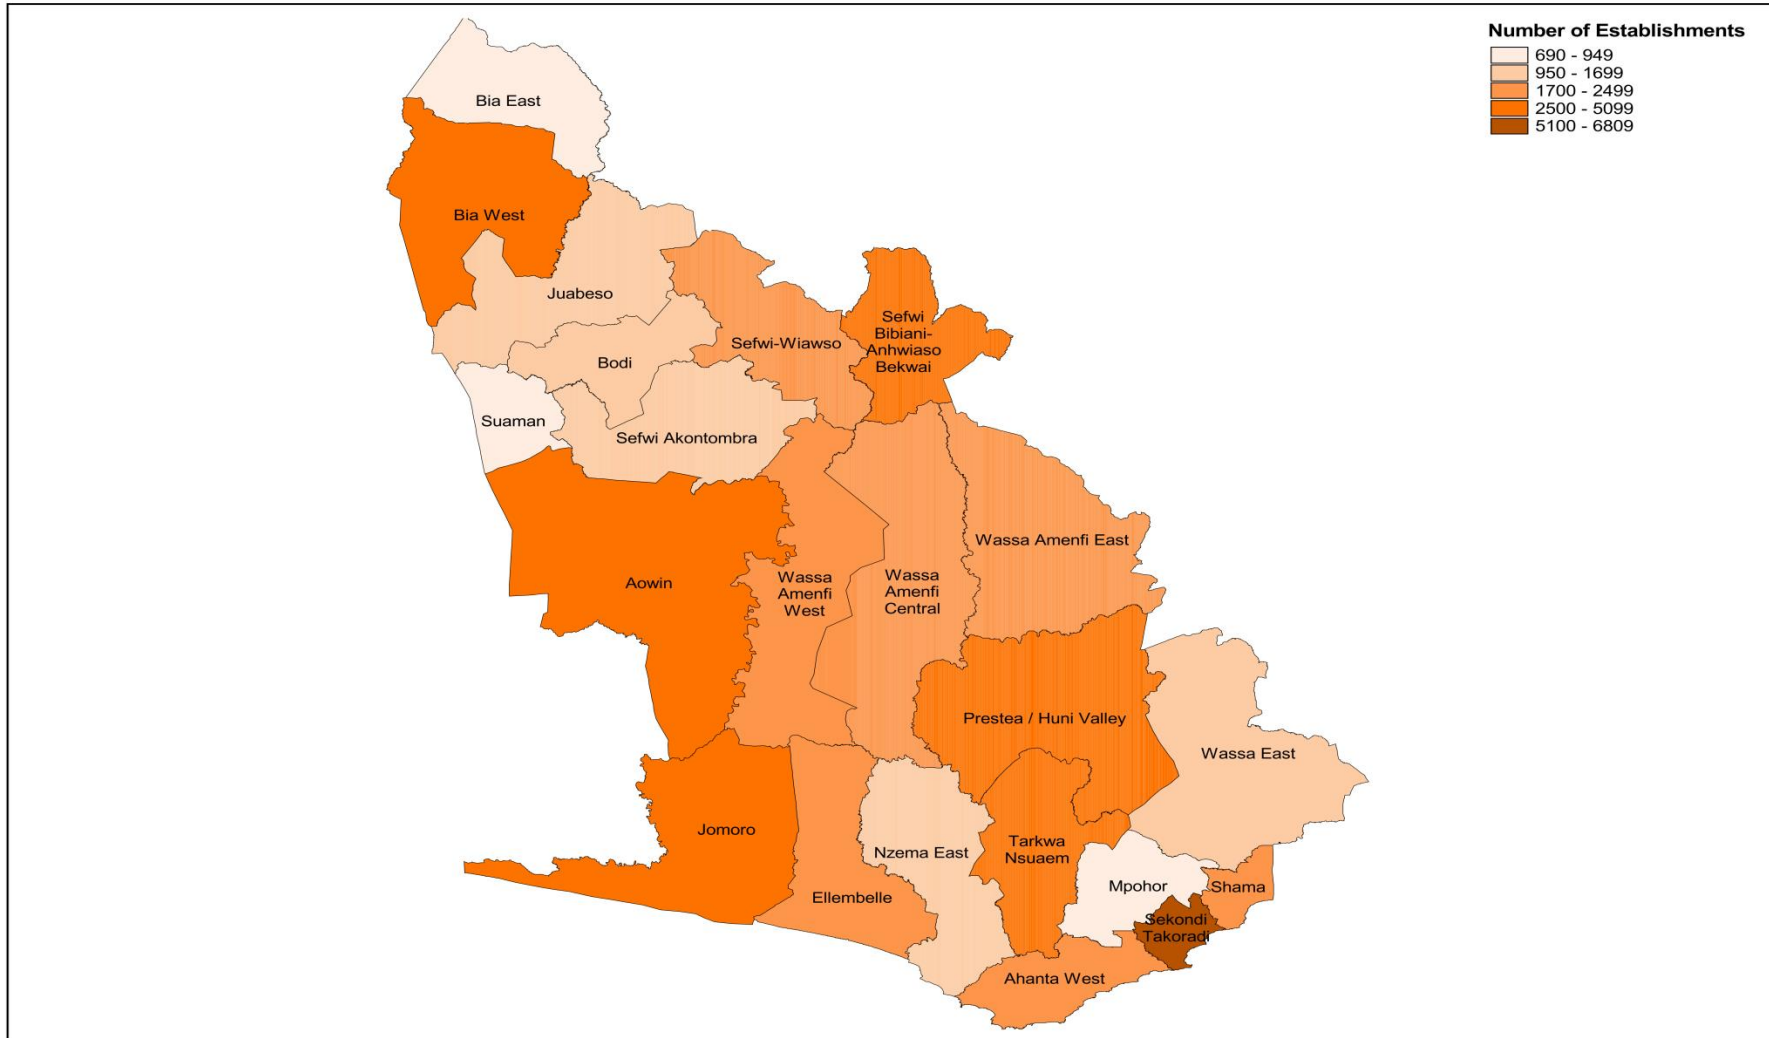 Number of Establishments
690 - 949
950 - 1699
1700 - 2499
2500 - 5099
5100 - 6809
Bia East
Bia West
Juabeso
Sefwi
Bibiani-
Anhwiaso
Bekwai
Sefwi-Wiawso
Bodi
Suaman
Sefwi Akontombra
Wassa Amenfi East
Aowin
Wassa
Amenfi
West
Wassa
Amenfi
Central
Prestea / Huni Valley
Wassa East
Jomoro
Nzema East
Tarkwa
Nsuaem
Ellembelle
Mpohor
Shama
Sekondi
Takoradi
Ahanta West